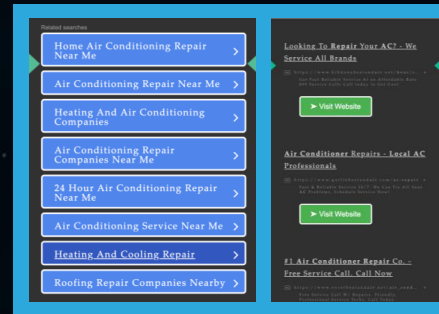 Related searches
Home Air Conditioning Repair
Near Me
Air Conditioning Repair Near Me
Heating And Air Conditioning
Companies
Air Conditioning Repair
Companies Near Me
24 Hour Air Conditioning Repair
Near Me
Air Conditioning Service Near Me
Heating And Cooling Repair
Roofing Repair Companies Nearby
Looking To Repair Your AC? - We
Service All Brands
➤ Visit Website
Air Conditioner Repairs - Local AC
Professionals
➤ Visit Website
#1 Air Conditioner Repair Co. -
Free Service Call. Call Now